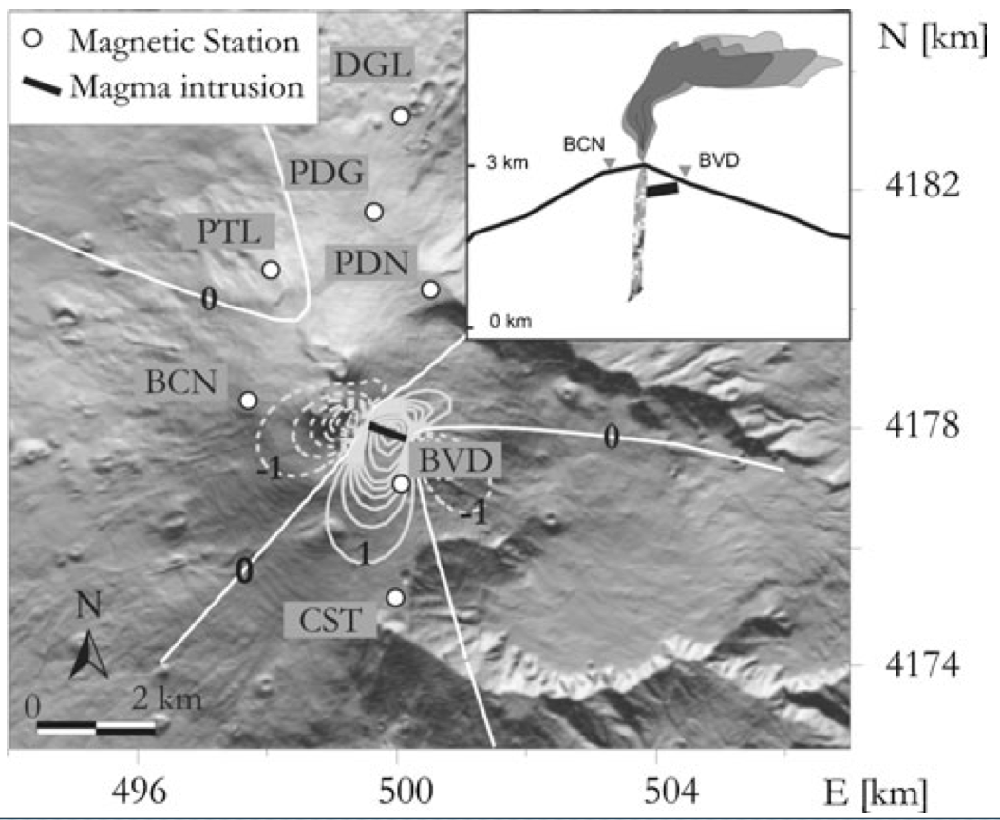 Magnetic Station
Magma intrusion
DGL
PDG
PTL
PDN
0
BCN
-1
BVD
0
-1
1
0
CST
N
0 2 km
BCN
BVD
3 km
0 km
N [km]
4182
4178
4174
496 500 504 E [km]